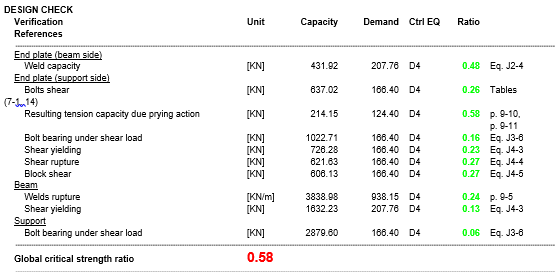 DESIGN CHECK
Verification Unit Capacity Demand Ctrl EQ Ratio
References
End plate (beam side)
Weld capacity [KN] 431.92 207.76 D4 0.48 Eq. J2-4
End plate (support side)
Bolts shear [KN] 637.02 166.40 D4 0.26 Tables
(7-1..14)
Resulting tension capacity due prying action [KN] 214.15 124.40 D4 0.58 p. 9-10,
p. 9-11
Bolt bearing under shear load [KN] 1022.71 166.40 D4 0.16 Eq. J3-6
Shear yielding [KN] 726.28 166.40 D4 0.23 Eq. J4-3
Shear rupture [KN] 621.63 166.40 D4 0.27 Eq. J4-4
Block shear [KN] 606.13 166.40 D4 0.27 Eq. J4-5
Beam
Welds rupture [KN/m] 3838.98 938.15 D4 0.24 p. 9-5
Shear yielding [KN] 1632.23 207.76 D4 0.13 Eq. J4-3
Support
Bolt bearing under shear load [KN] 2879.60 166.40 D4 0.06 Eq. J3-6
Global critical strength ratio 0.58